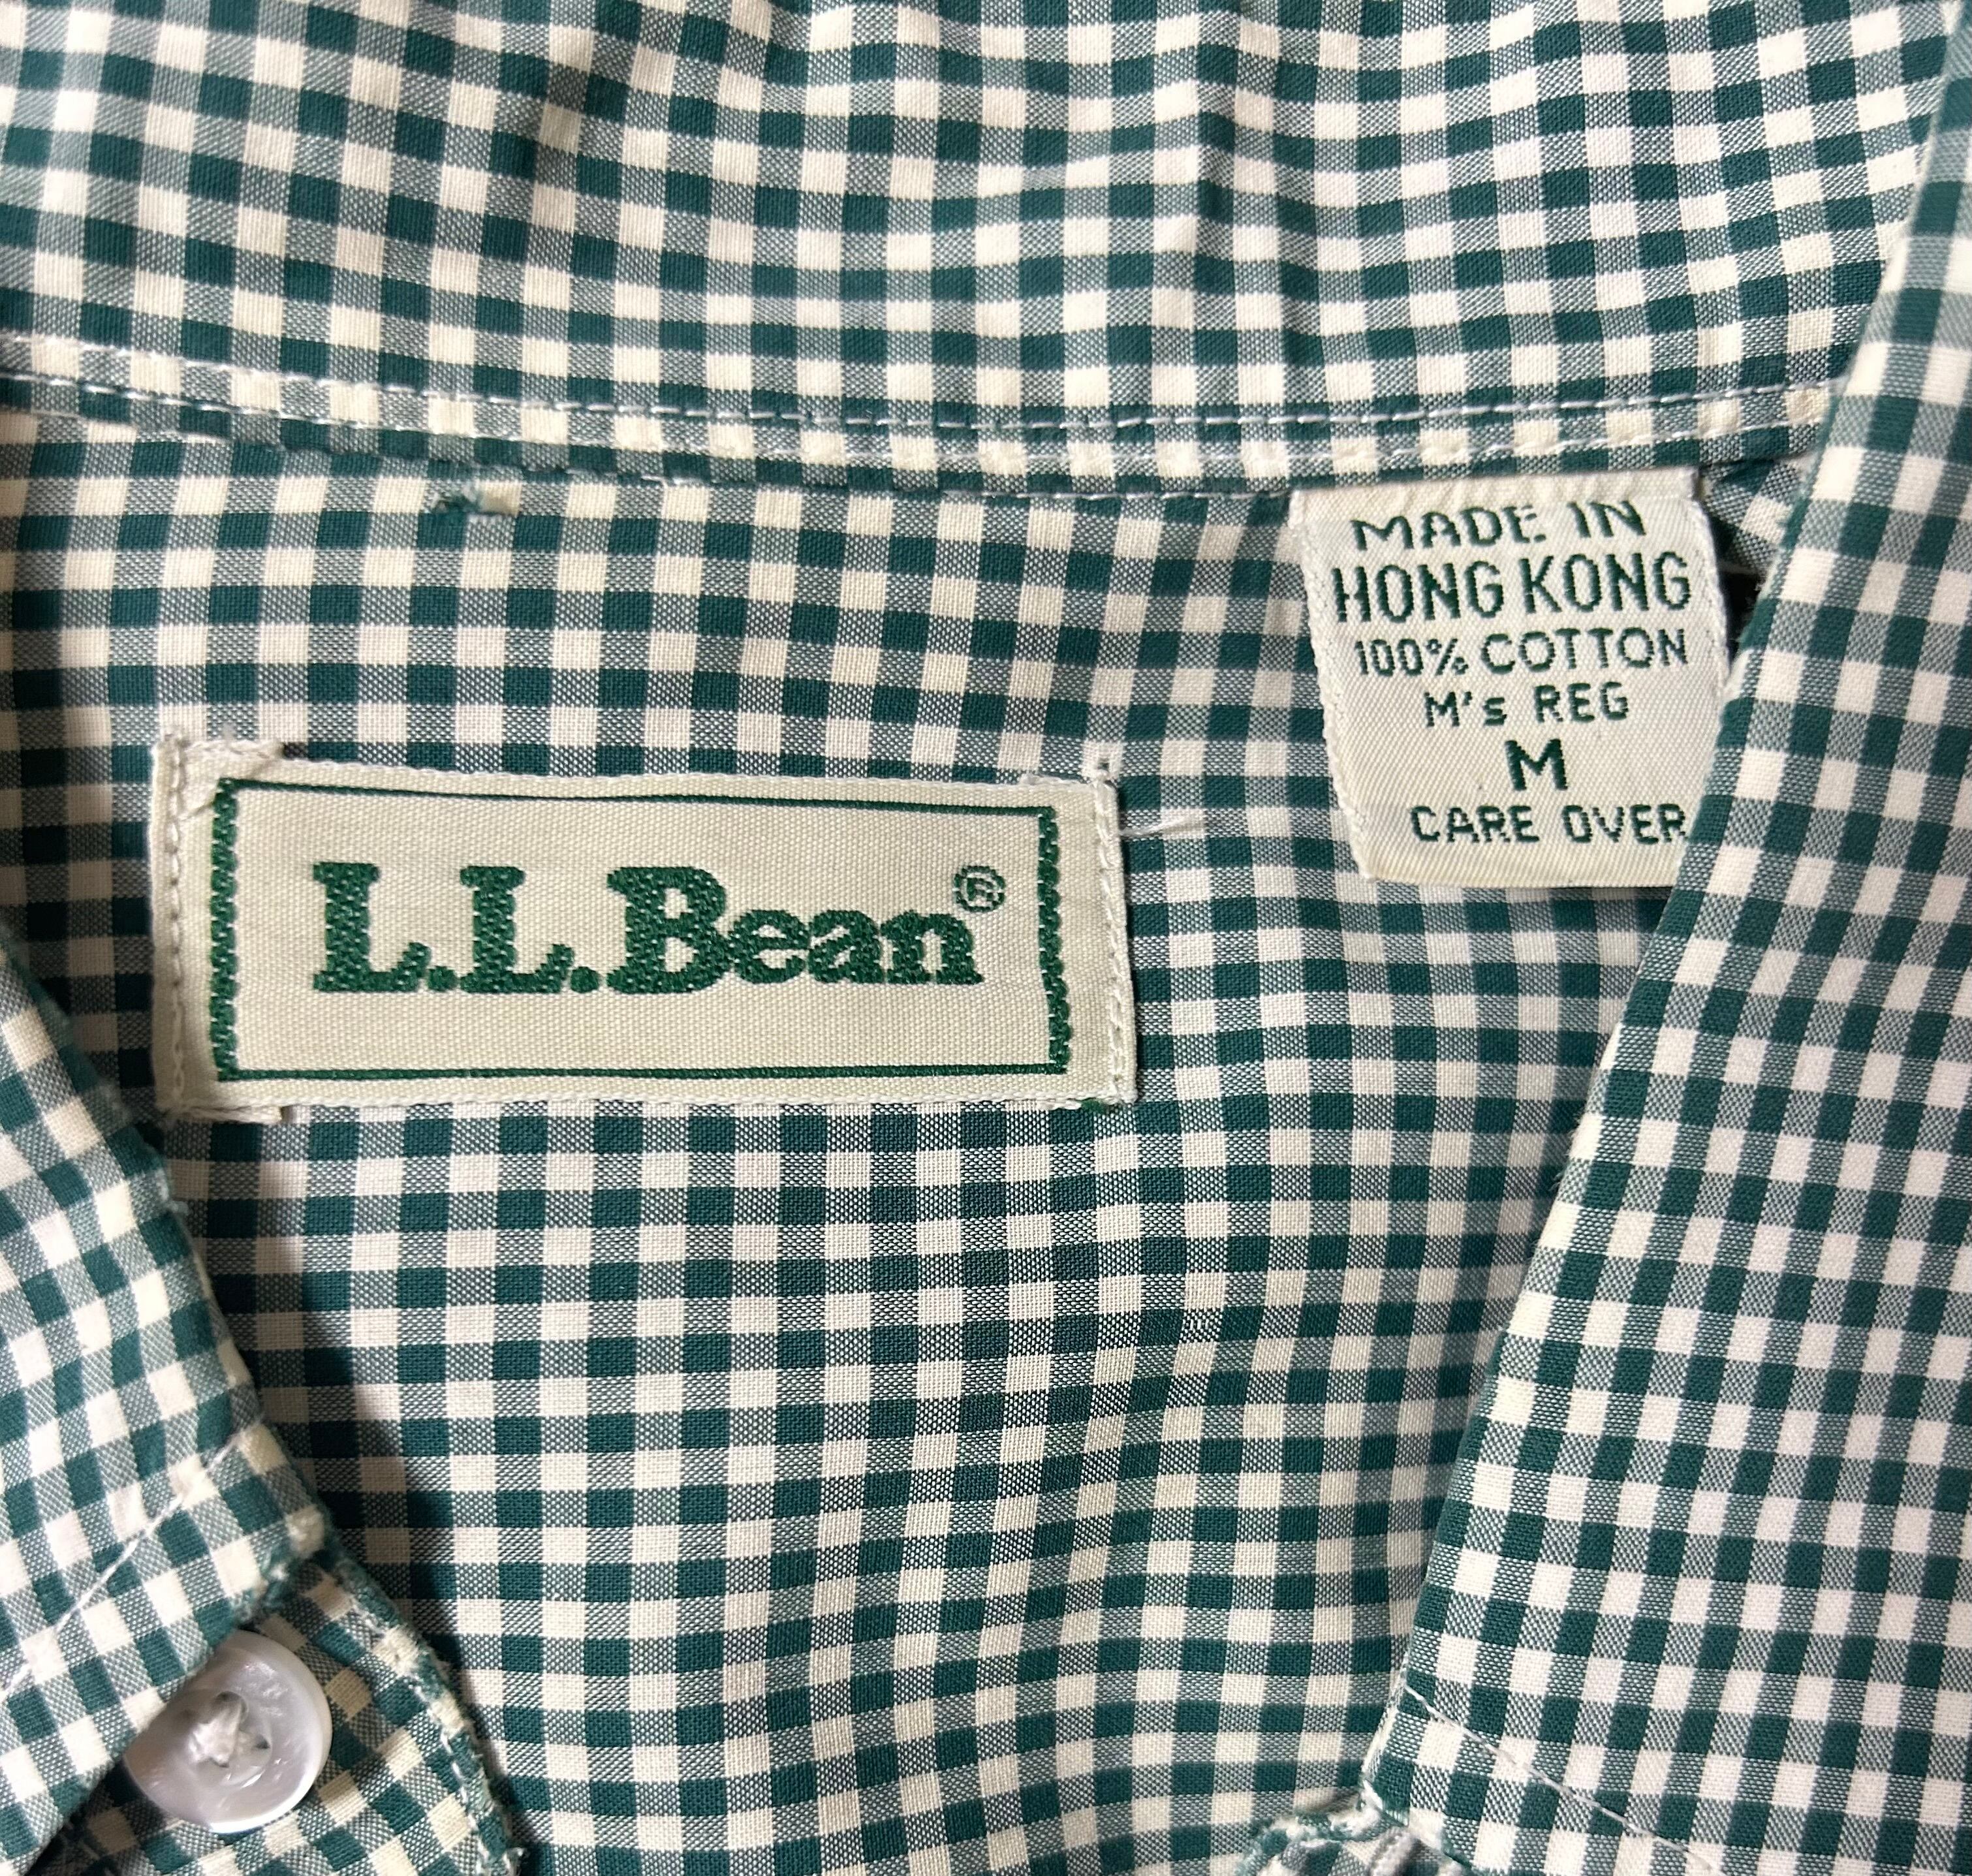 MADE IN
HONG KONG
100% COTTON
M's REG
M
CARE OVER
L.L.Bean®